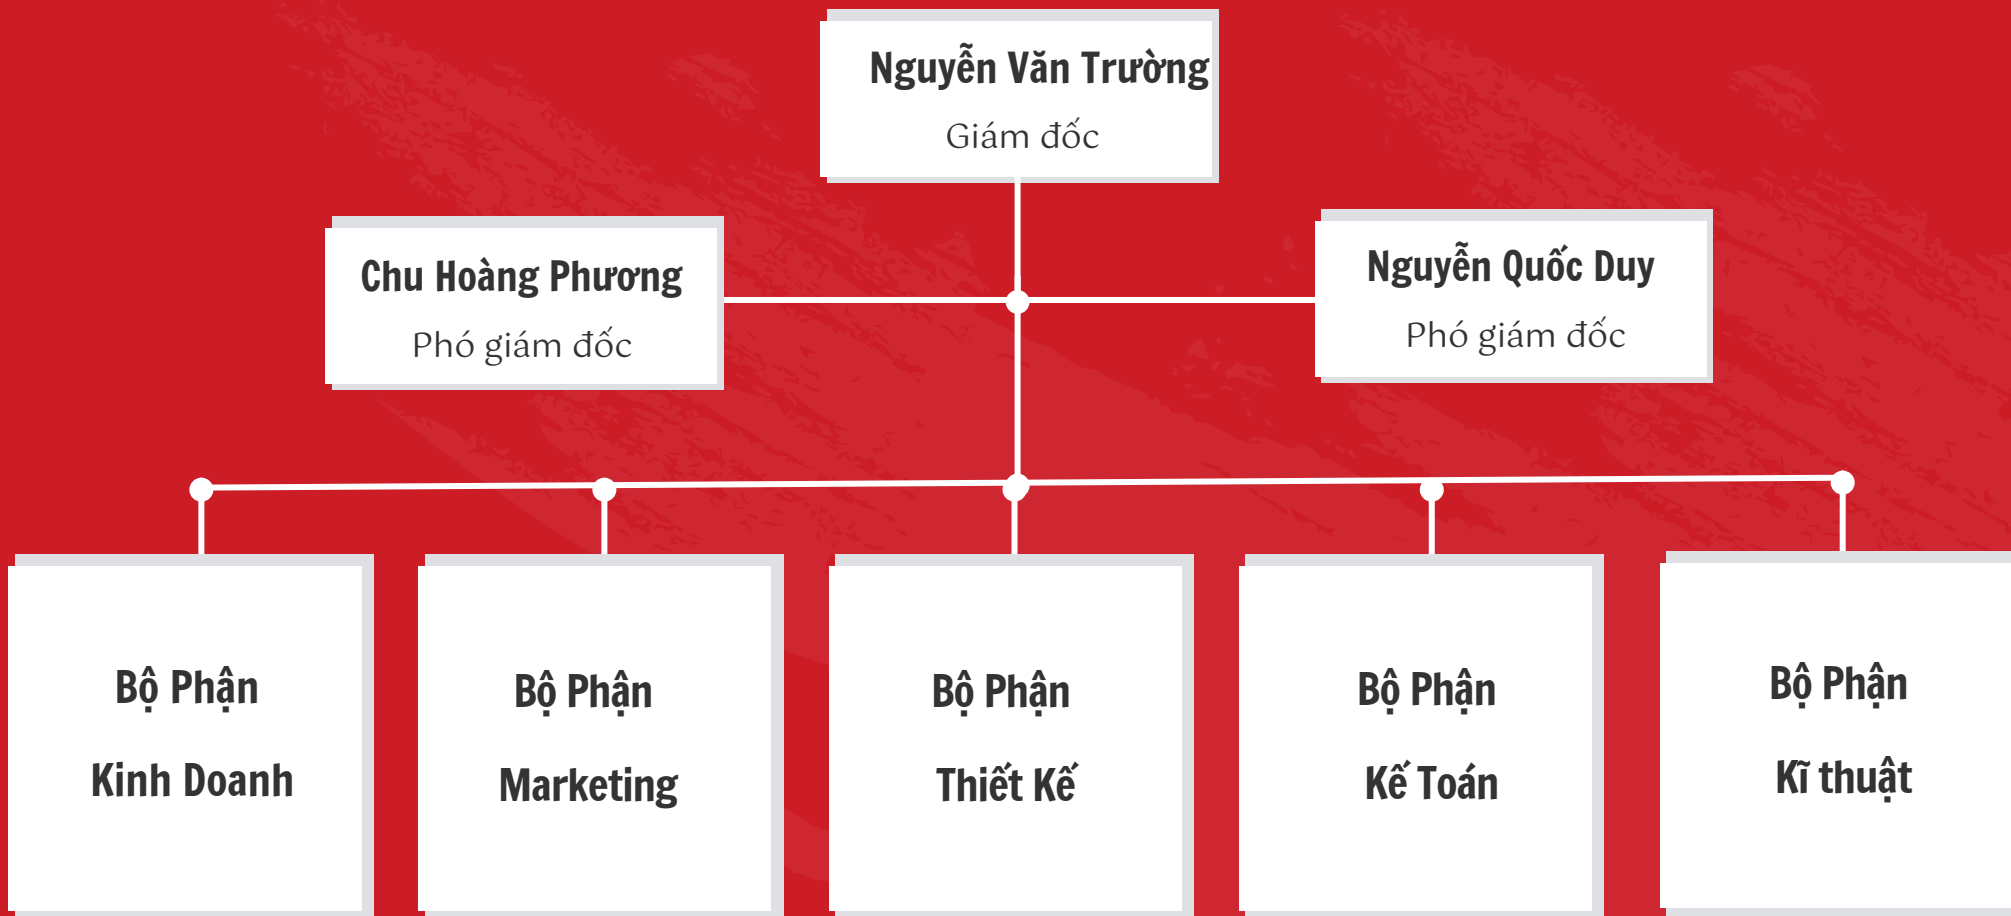 Nguyễn Văn Trường
Giám đốc
Chu Hoàng Phương
Phó giám đốc
Nguyễn Quốc Duy
Phó giám đốc
Bộ Phận
Kinh Doanh
Bộ Phận
Marketing
Bộ Phận
Thiết Kế
Bộ Phận
Kế Toán
Bộ Phận
Kĩ thuật